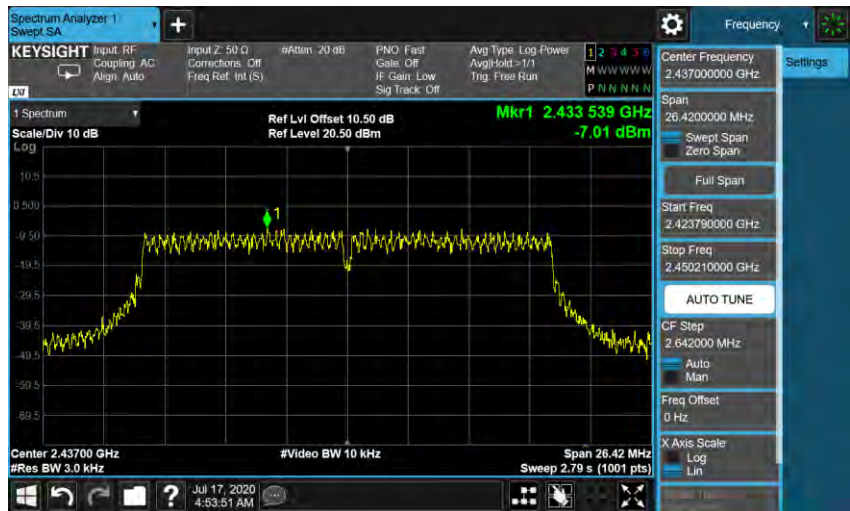 Spectrum Analyzer 1
Swept SA
+
Frequency
KEYSIGHT
LXI
Input: RF
Coupling: AC
Align: Auto
Input Z: 50 Ω
Corrections: Off
Freq Ref: Int (S)
#Atten: 20 dB
PNO: Fast
Gate: Off
IF Gain: Low
Sig Track: Off
Avg Type: Log-Power
Avg|Hold:>1/1
Trig: Free Run
1 2 3 4 5 6
M W W W W W
P N N N N N
1 Spectrum
Scale/Div 10 dB
Log
Ref Lvl Offset 10.50 dB
Ref Level 20.50 dBm
Mkr1 2.433 539 GHz
-7.01 dBm
10.5
0.500
-9.50
-19.5
-29.5
-49.5
-59.5
-69.5
1
Center 2.43700 GHz
#Res BW 3.0 kHz
#Video BW 10 kHz
Span 26.42 MHz
Sweep 2.79 s (1001 pts)
?
Jul 17, 2020
4:53:51 AM
Center Frequency
2.437000000 GHz
Settings
Span
26.4200000 MHz
Swept Span
Zero Span
Full Span
Start Freq
2.423790000 GHz
Stop Freq
2.450210000 GHz
AUTO TUNE
CF Step
2.642000 MHz
Auto
Man
Freq Offset
0 Hz
X Axis Scale
Log
Lin